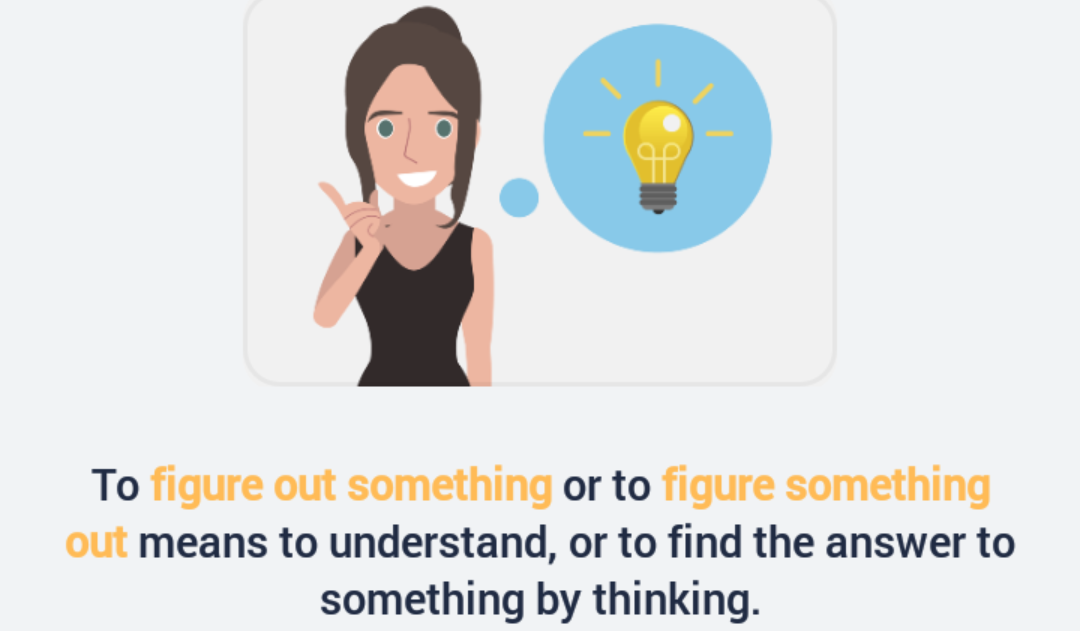 To figure out something or to figure something
out means to understand, or to find the answer to
something by thinking.